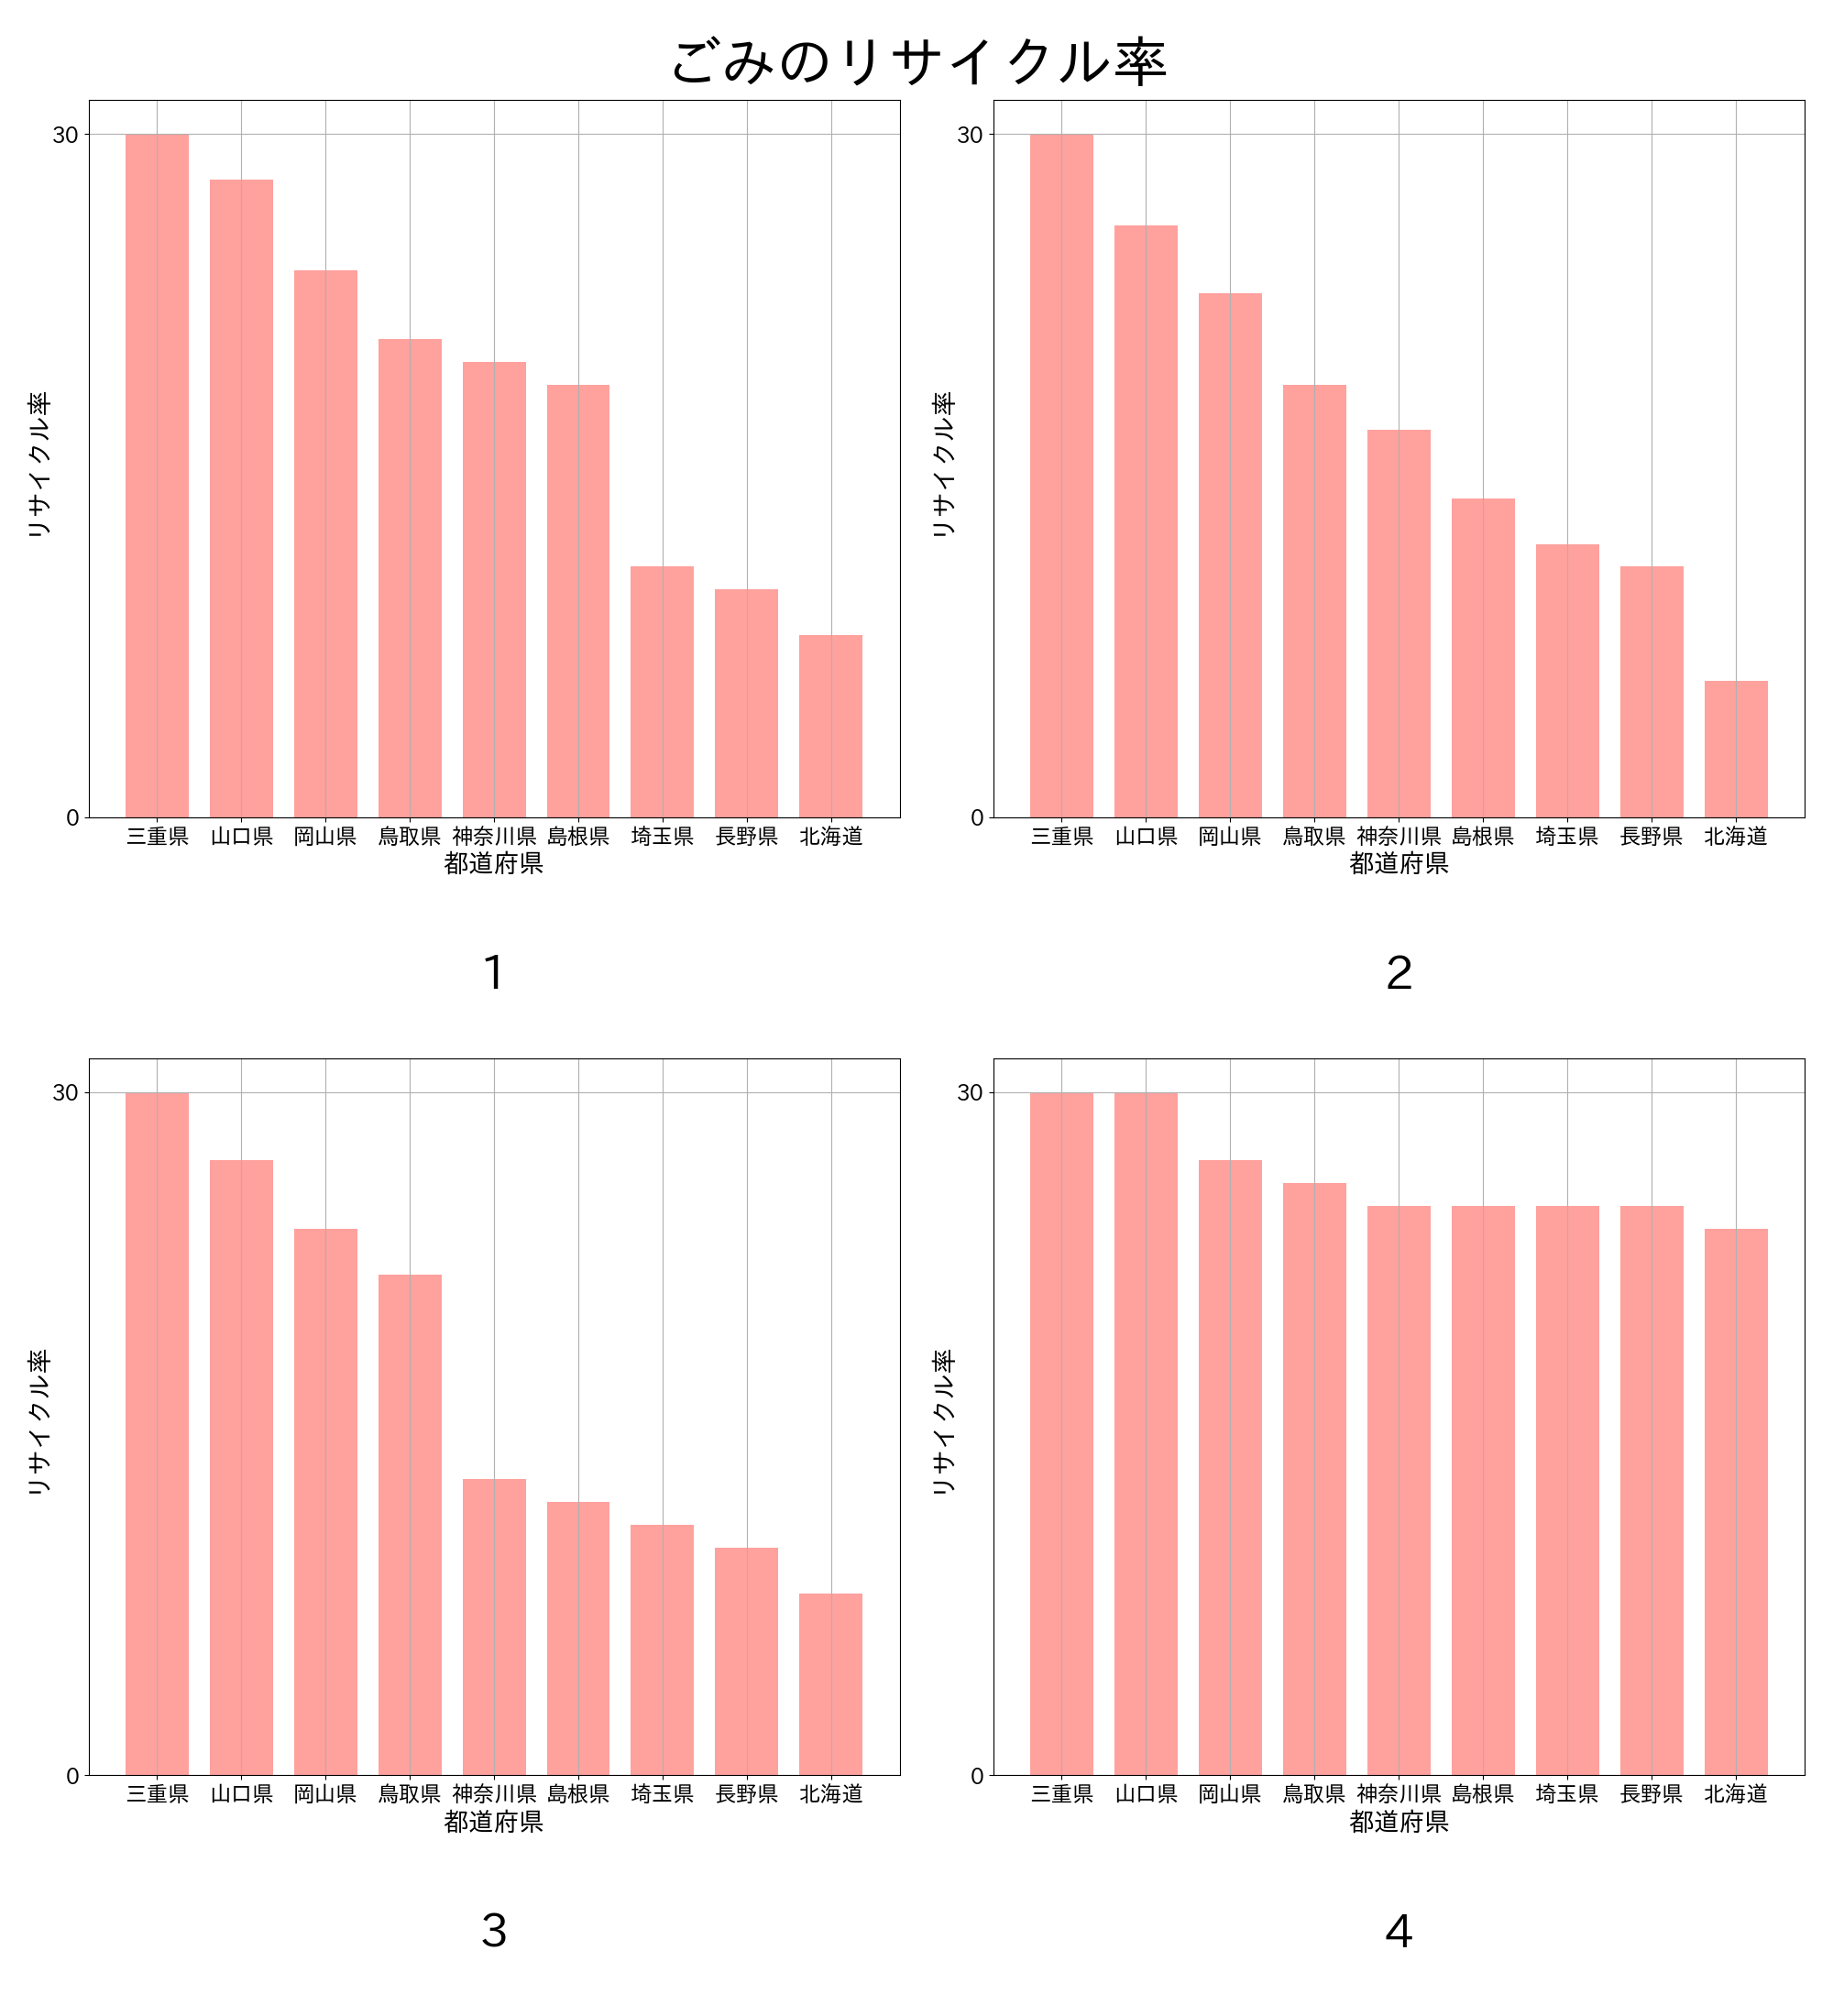 ごみのリサイクル率
30
0
リサイクル率
三重県 山口県 岡山県 鳥取県 神奈川県 島根県 埼玉県 長野県 北海道
都道府県
1
30
0
リサイクル率
三重県 山口県 岡山県 鳥取県 神奈川県 島根県 埼玉県 長野県 北海道
都道府県
2
30
0
リサイクル率
三重県 山口県 岡山県 鳥取県 神奈川県 島根県 埼玉県 長野県 北海道
都道府県
3
30
0
リサイクル率
三重県 山口県 岡山県 鳥取県 神奈川県 島根県 埼玉県 長野県 北海道
都道府県
4